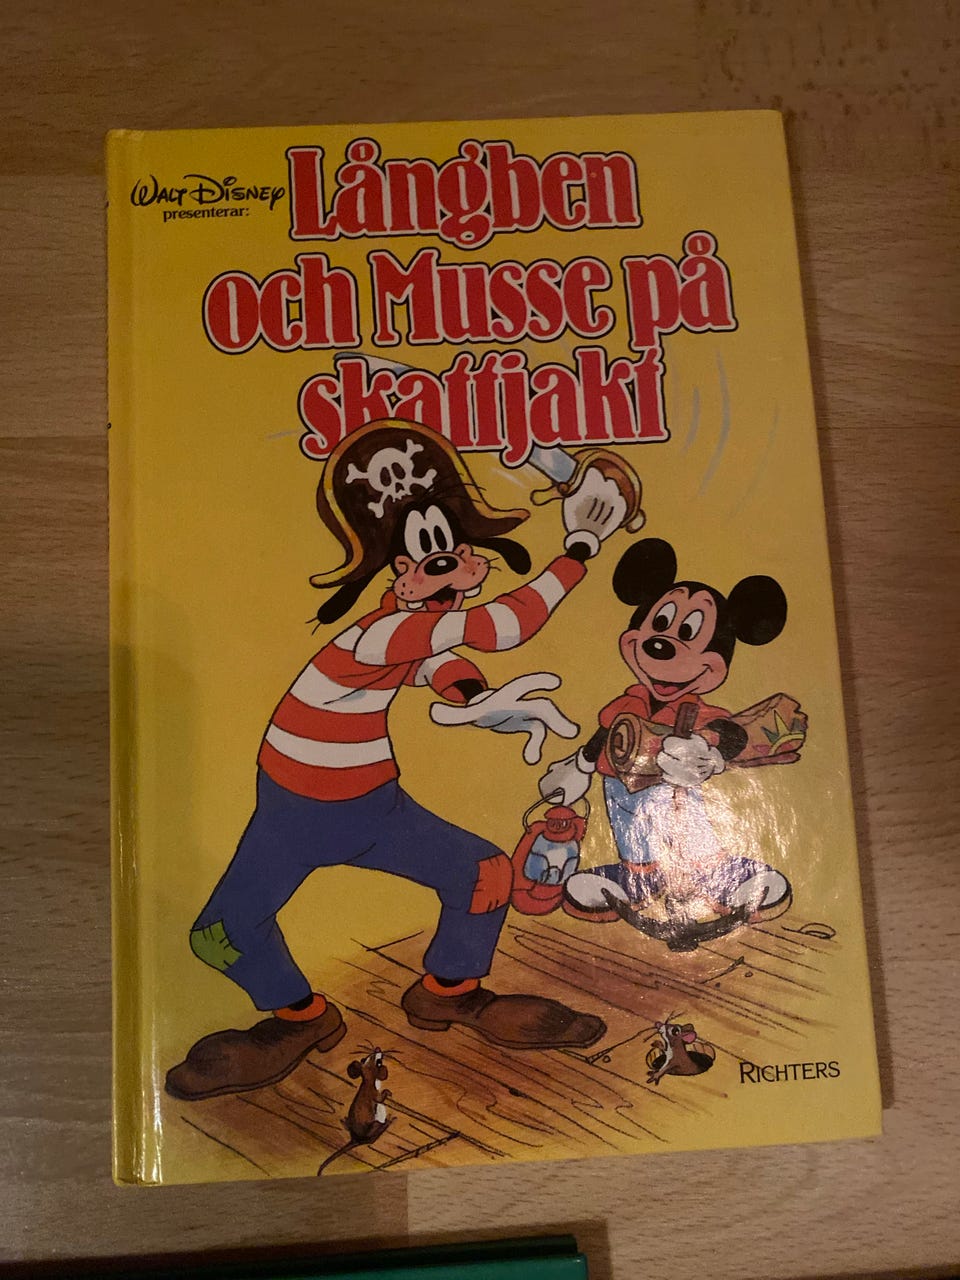 WALT DISNEY
presenterar:
Långben
och Musse på
skattjakt
RICHTERS